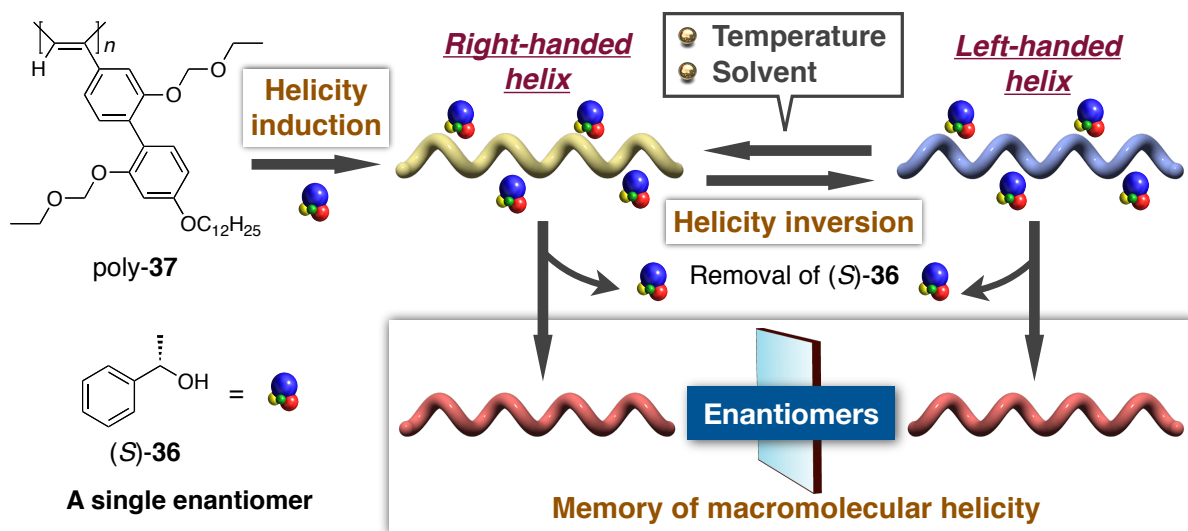 n
H
O
O
O
O
OC12H25
poly-37
Helicity
induction
Right-handed
helix
Temperature
Solvent
Left-handed
helix
Helicity inversion
Removal of (S)-36
OH
=
(S)-36
A single enantiomer
Enantiomers
Memory of macromolecular helicity